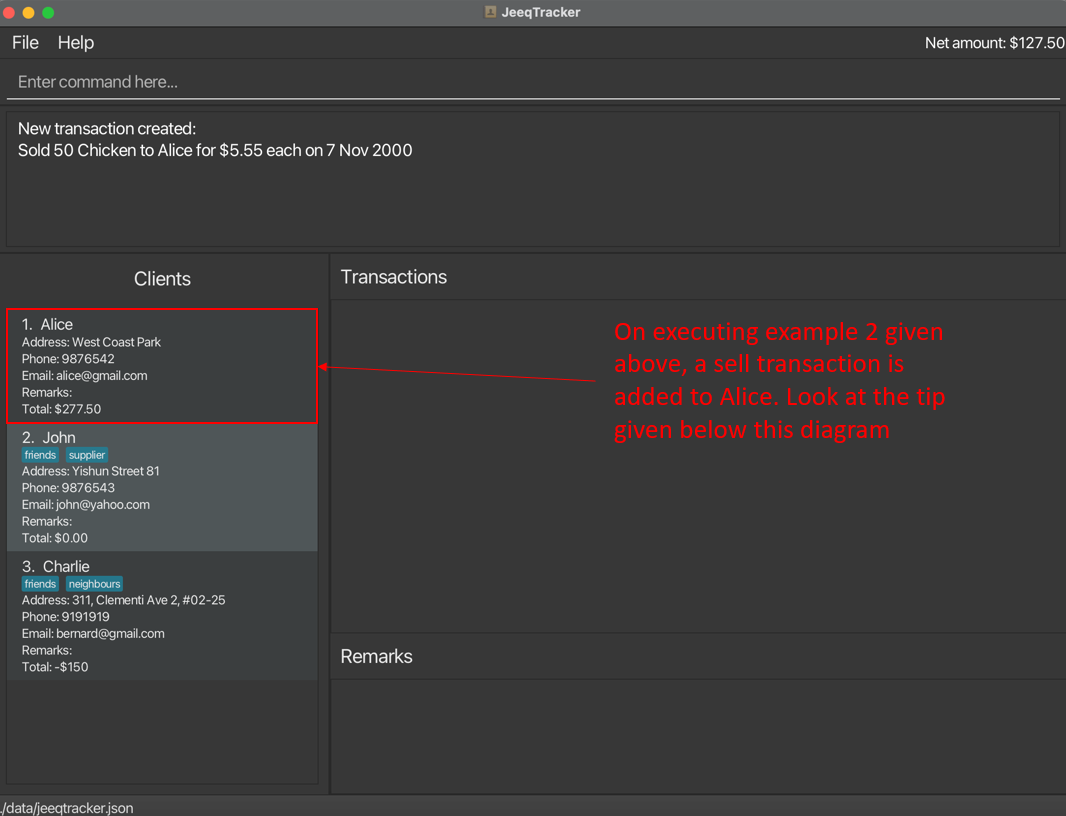 JeeqTracker
File Help Net amount: $127.50
Enter command here...
New transaction created:
Sold 50 Chicken to Alice for $5.55 each on 7 Nov 2000
Clients
1. Alice
Address: West Coast Park
Phone: 9876542
Email: alice@gmail.com
Remarks:
Total: $277.50
2. John
friends supplier
Address: Yishun Street 81
Phone: 9876543
Email: john@yahoo.com
Remarks:
Total: $0.00
3. Charlie
friends neighbours
Address: 311, Clementi Ave 2, #02-25
Phone: 9191919
Email: bernard@gmail.com
Remarks:
Total: -$150
Transactions
On executing example 2 given
above, a sell transaction is
added to Alice. Look at the tip
given below this diagram
Remarks
./data/jeeqtracker.json